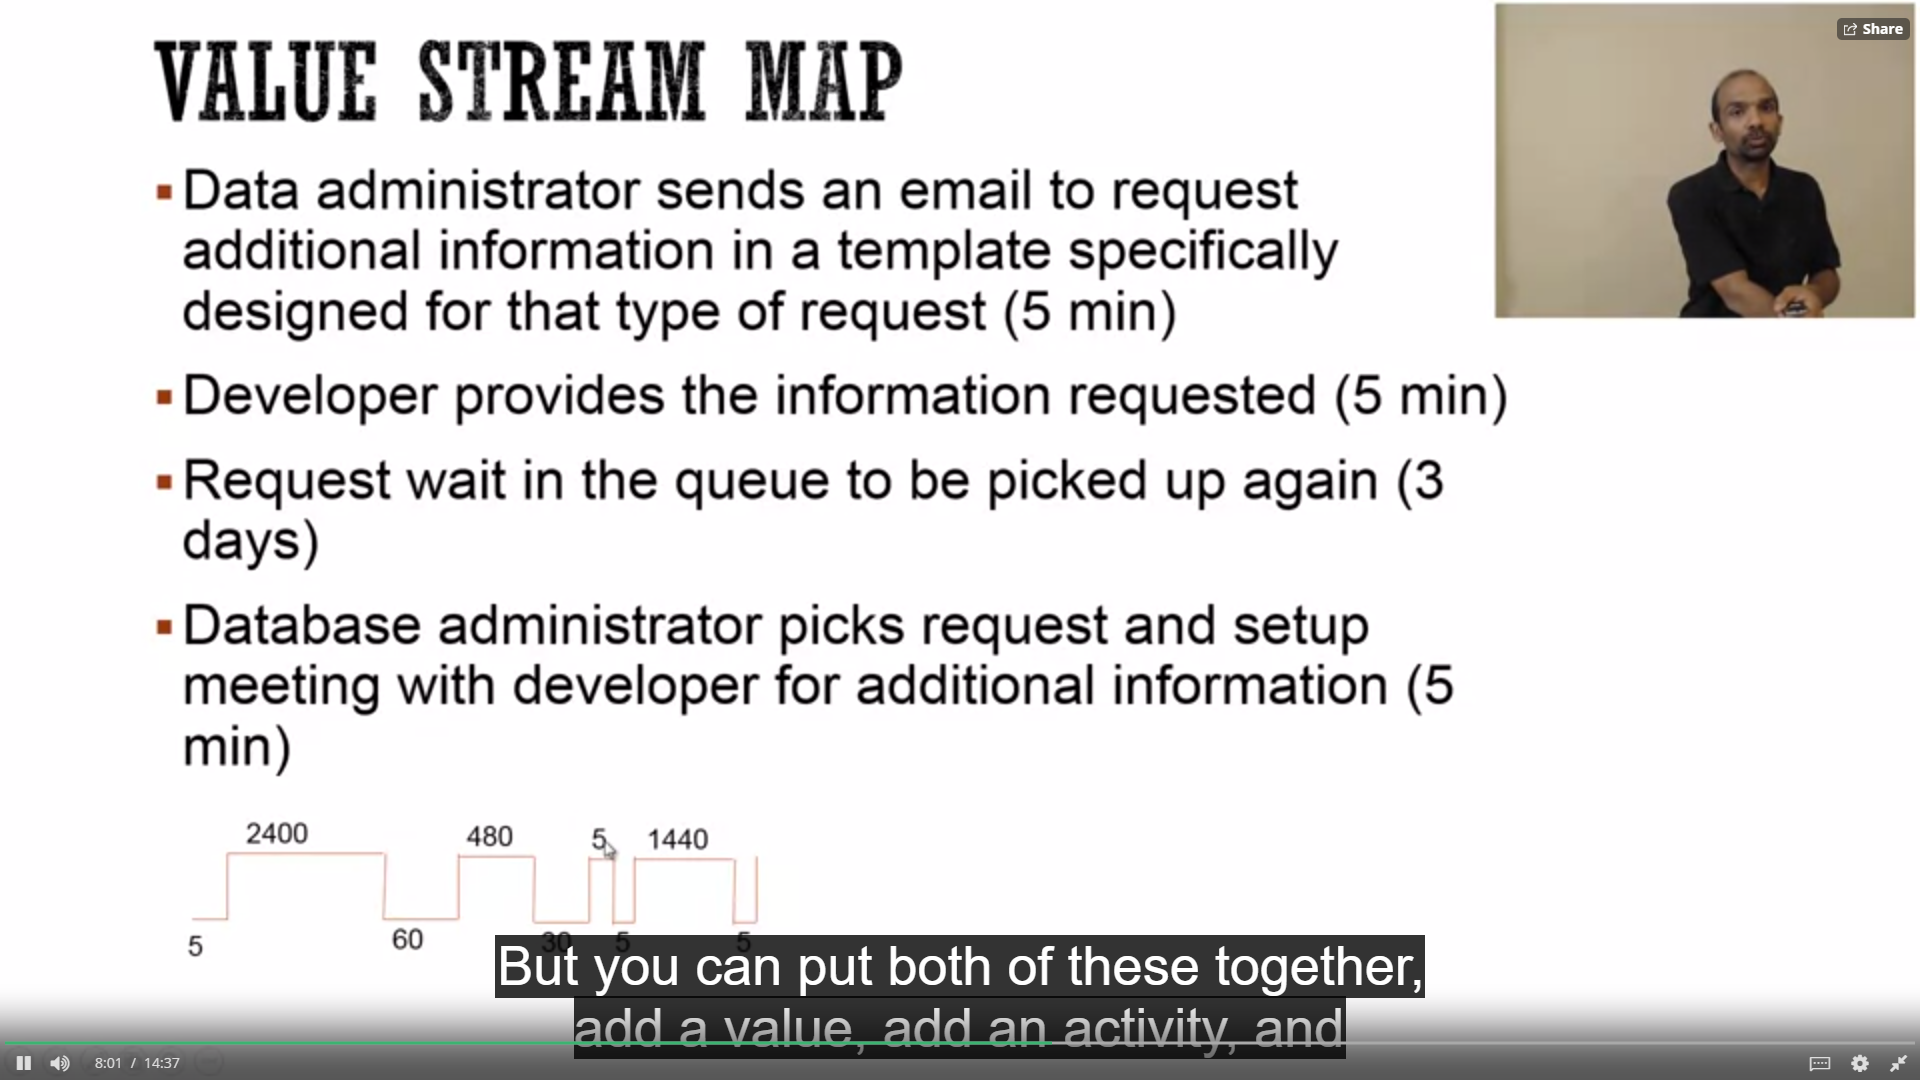 VALUE STREAM MAP
Share
▪ Data administrator sends an email to request
additional information in a template specifically
designed for that type of request (5 min)
▪ Developer provides the information requested (5 min)
▪ Request wait in the queue to be picked up again (3
days)
▪ Database administrator picks request and setup
meeting with developer for additional information (5
min)
2400 480 5 1440
5 60 30 5 5
But you can put both of these together,
add a value, add an activity, and
8:01 / 14:37